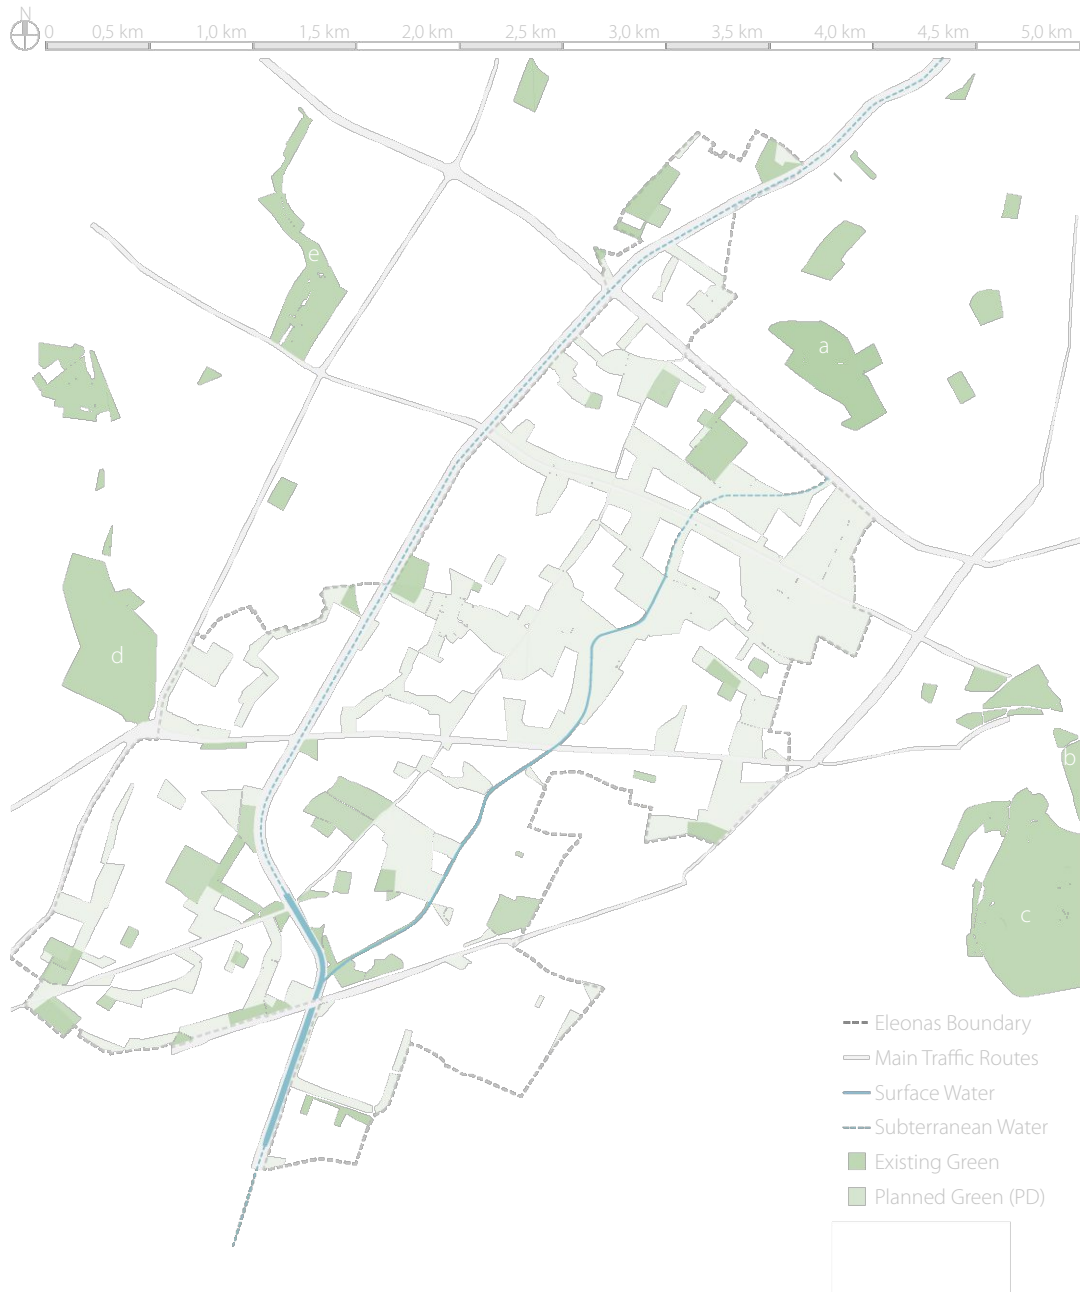 N
0 0,5 km 1,0 km 1,5 km 2,0 km 2,5 km 3,0 km 3,5 km 4,0 km 4,5 km 5,0 km
e
a
d
b
c
Eleonas Boundary
Main Traffic Routes
Surface Water
Subterranean Water
Existing Green
Planned Green (PD)